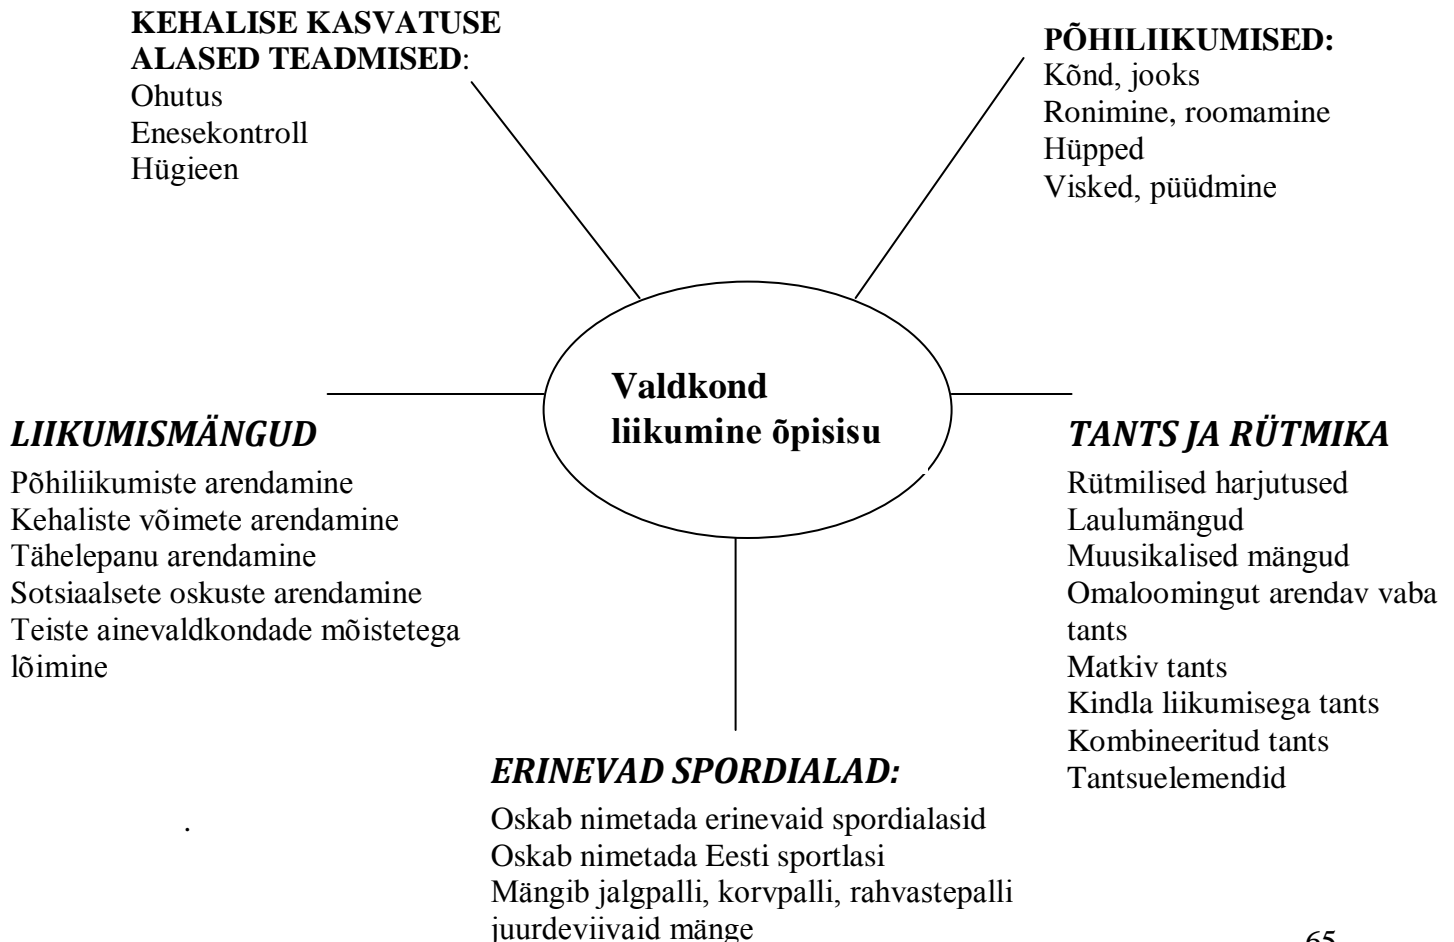 KEHALISE KASVATUSE
ALASED TEADMISED:
Ohutus
Enesekontroll
Hügieen
PÕHILIIKUMISED:
Kõnd, jooks
Ronimine, roomamine
Hüpped
Visked, püüdmine
Valdkond
liikumine õpisisu
LIIKUMISMÄNGUD
Põhiliikumiste arendamine
Kehaliste võimete arendamine
Tähelepanu arendamine
Sotsiaalsete oskuste arendamine
Teiste ainevaldkondade mõistetega
lõimine
TANTS JA RÜTMIKA
Rütmilised harjutused
Laulumängud
Muusikalised mängud
Omaloomingut arendav vaba
tants
Matkiv tants
Kindla liikumisega tants
Kombineeritud tants
Tantsuelemendid
ERINEVAD SPORDIALAD:
Oskab nimetada erinevaid spordialasid
Oskab nimetada Eesti sportlasi
Mängib jalgpalli, korvpalli, rahvastepalli
juurdeviivaid mänge
.
65